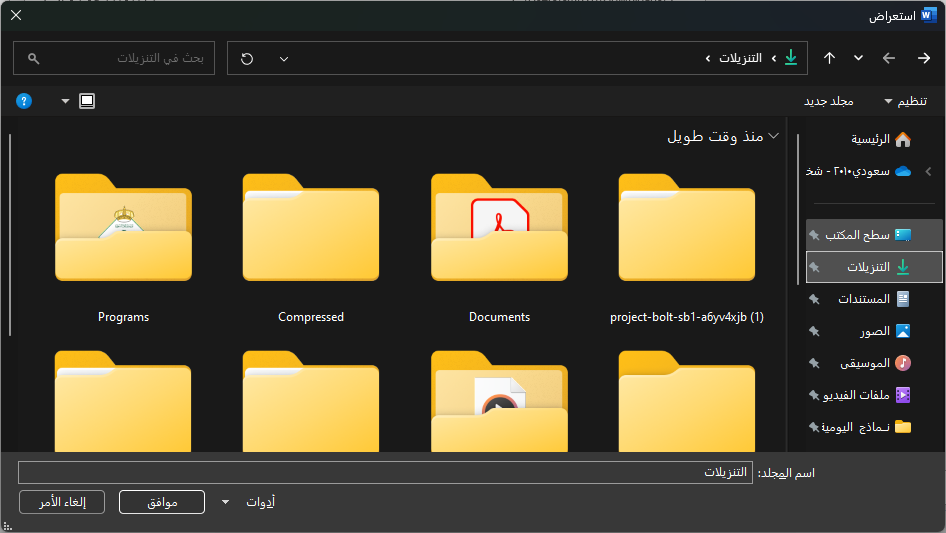 استعراض
التنزيلات
بحث في التنزيلات
تنظيم
مجلد جديد
الرئيسية
سعودي٢٠١٠ - شخ
سطح المكتب
التنزيلات
المستندات
الصور
الموسيقى
ملفات الفيديو
نـماذج اليومية
منذ وقت طويل
project-bolt-sb1-a6yv4xjb (1)
Documents
Compressed
Programs
اسم المجلد: التنزيلات
أدوات
موافق
إلغاء الأمر